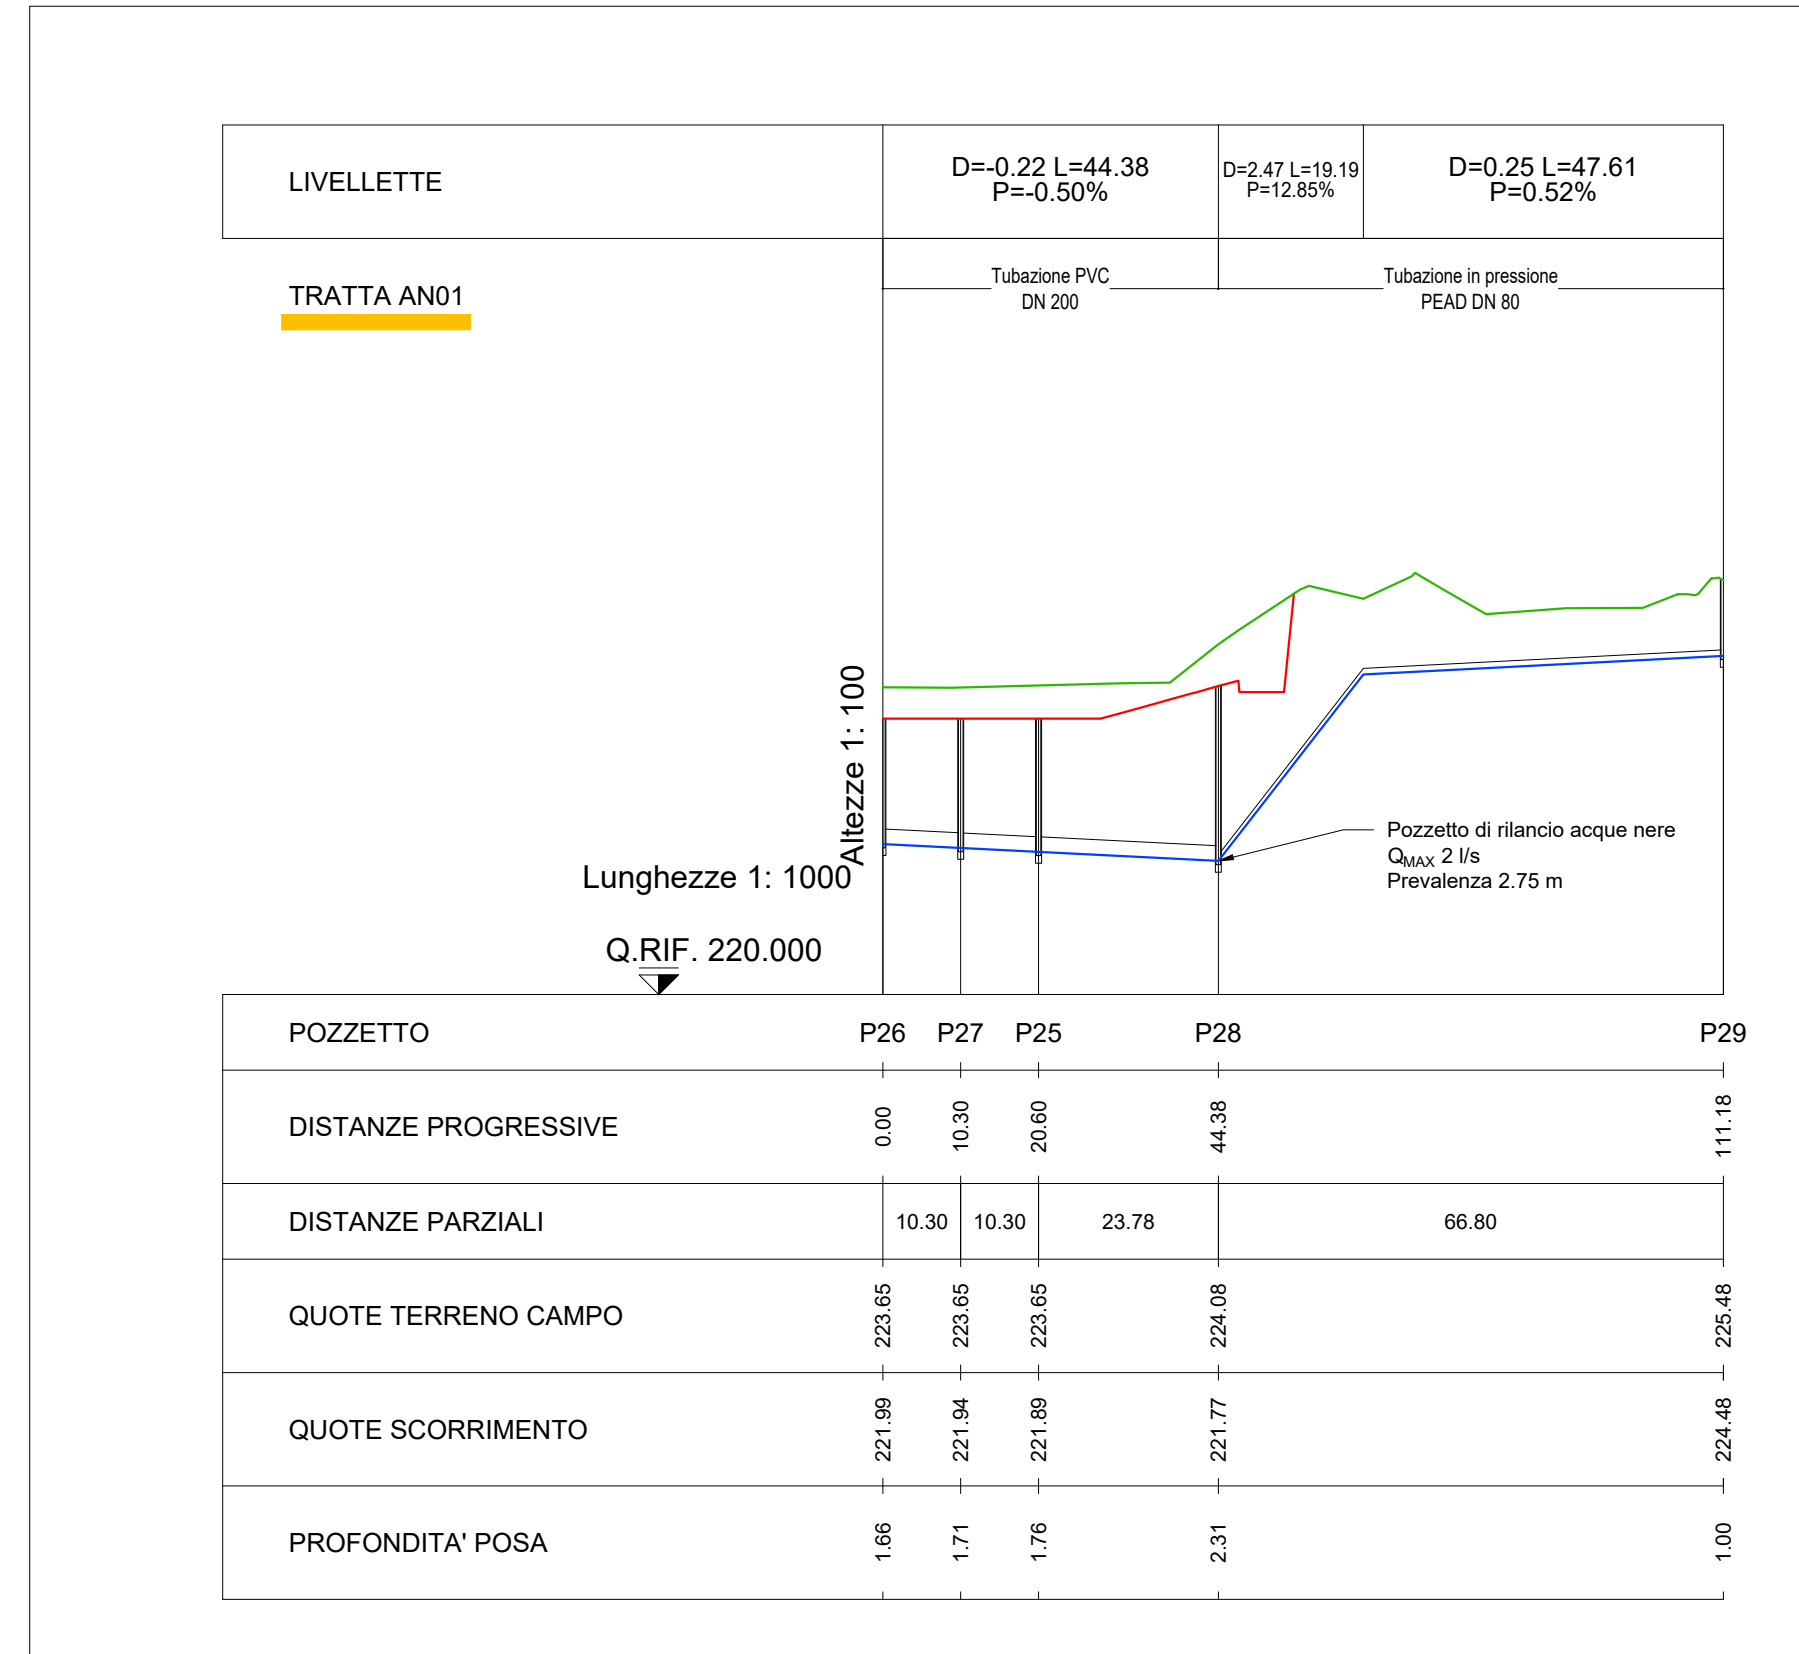 LIVELLETTE
D=-0.22 L=44.38
P=-0.50%
D=2.47 L=19.19
P=12.85%
D=0.25 L=47.61
P=0.52%
TRATTA AN01
Tubazione PVC
DN 200
Tubazione in pressione
PEAD DN 80
Altezze 1: 100
Lunghezze 1: 1000
Pozzetto di rilancio acque nere
QMAX 2 l/s
Prevalenza 2.75 m
Q.RIF. 220.000
POZZETTO P26 P27 P25 P28 P29
DISTANZE PROGRESSIVE 0.00 10.30 20.60 44.38 111.18
DISTANZE PARZIALI 10.30 10.30 23.78 66.80
QUOTE TERRENO CAMPO 223.65 223.65 223.65 224.08 225.48
QUOTE SCORRIMENTO 221.99 221.94 221.89 221.77 224.48
PROFONDITA' POSA 1.66 1.71 1.76 2.31 1.00